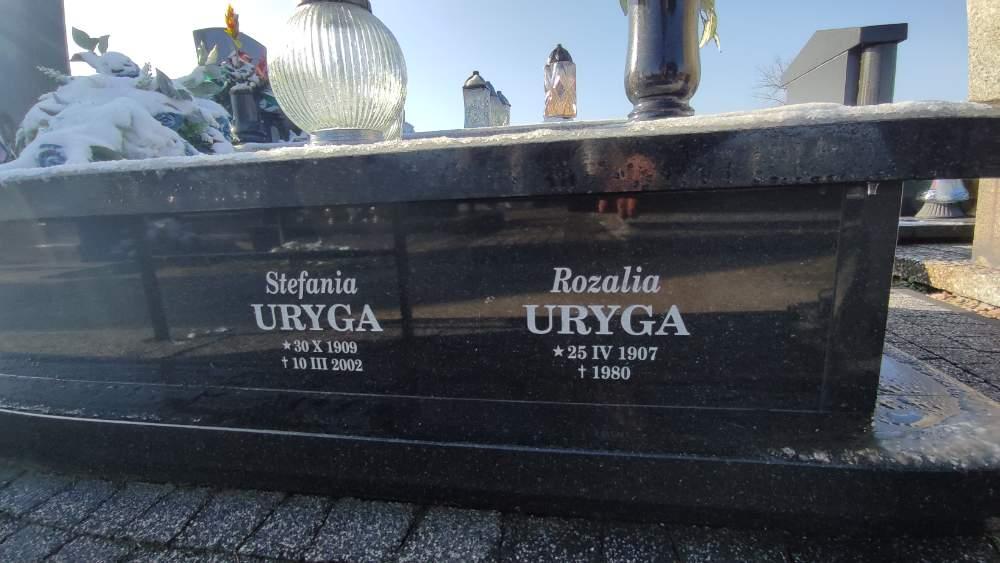 Stefania
URYGA
★30 X 1909
† 10 III 2002
Rozalia
URYGA
★25 IV 1907
† 1980